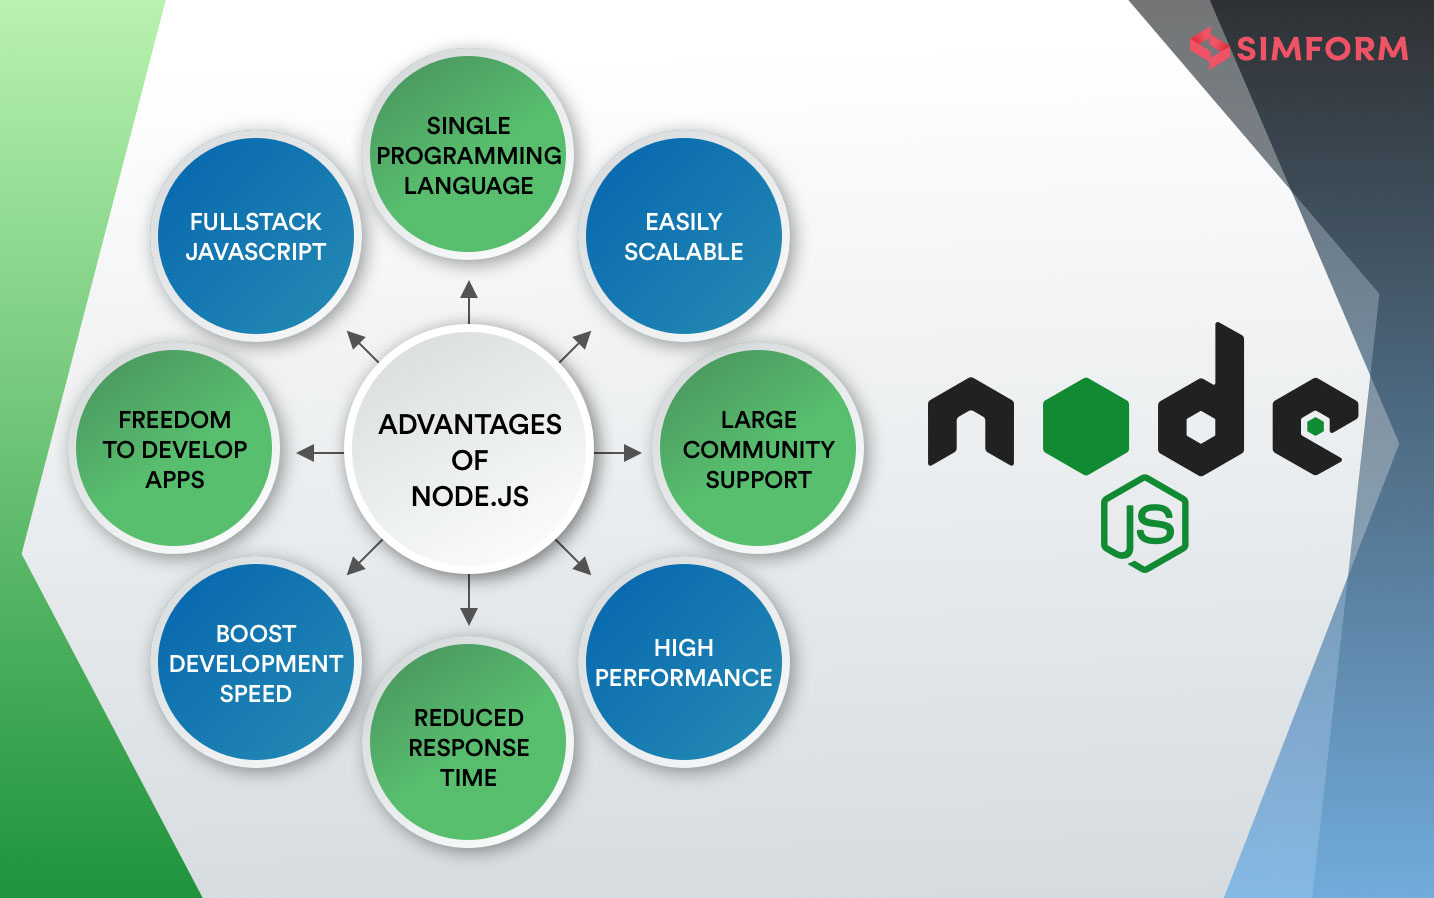 SIMFORM
SINGLE
PROGRAMMING
LANGUAGE
EASILY
SCALABLE
LARGE
COMMUNITY
SUPPORT
HIGH
PERFORMANCE
REDUCED
RESPONSE
TIME
BOOST
DEVELOPMENT
SPEED
FREEDOM
TO DEVELOP
APPS
FULLSTACK
JAVASCRIPT
ADVANTAGES
OF
NODE.JS
node
JS